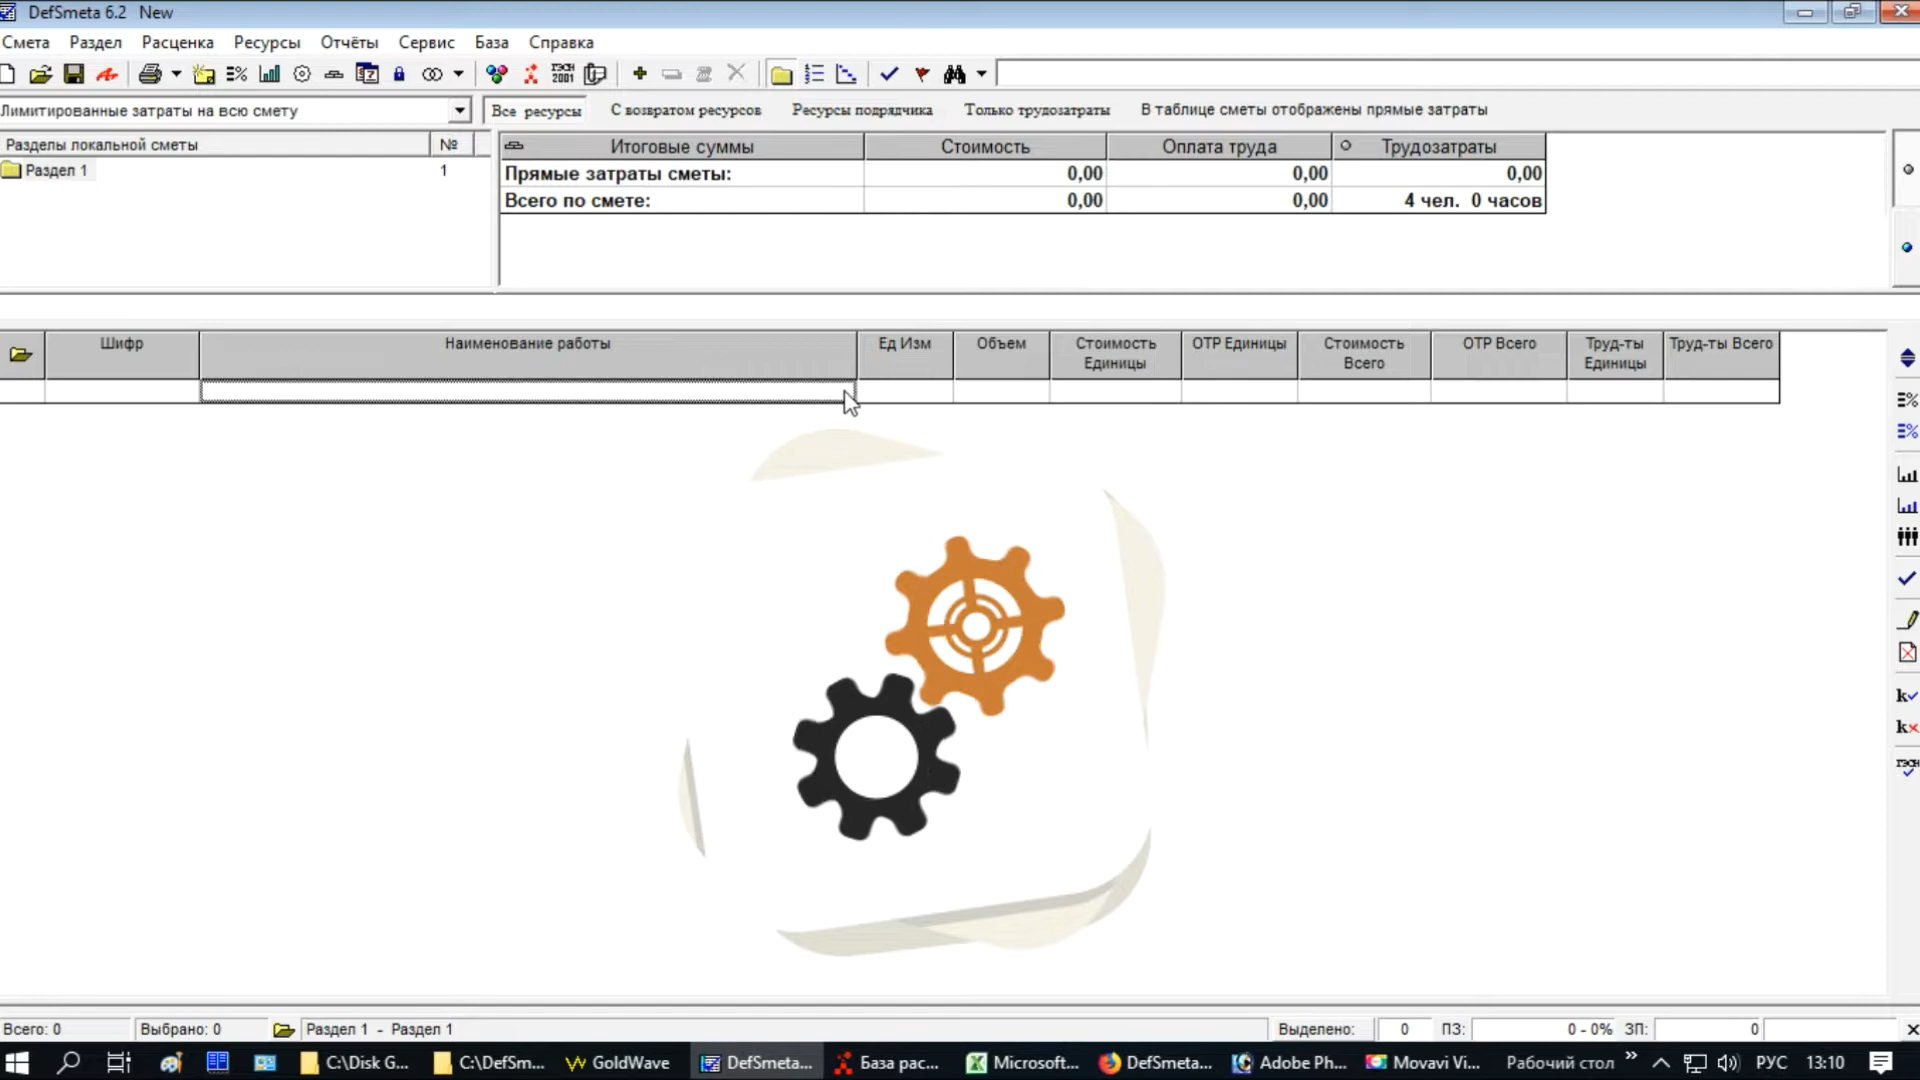 DefSmeta 6.2 New
Смета Раздел Расценка Ресурсы Отчёты Сервис База Справка
ГЭСН 2001
Лимитированные затраты на всю смету Все ресурсы С возвратом ресурсов Ресурсы подрядчика Только трудозатраты В таблице сметы отображены прямые затраты
Разделы локальной сметы №
Раздел 1 1
Итоговые суммы Стоимость Оплата труда Трудозатраты
Прямые затраты сметы: 0,00 0,00 0,00
Всего по смете: 0,00 0,00 4 чел. 0 часов
Шифр Наименование работы Ед Изм Объем Стоимость Единицы ОТР Единицы Стоимость Всего ОТР Всего Труд-ты Единицы Труд-ты Всего
k
k
ГЭСН
Всего: 0 Выбрано: 0 Раздел 1 - Раздел 1 Выделено: 0 ПЗ: 0 - 0% ЗП: 0
C:\Disk G... C:\DefSm... GoldWave DefSmeta... База рас... Microsoft... DefSmeta... Adobe Ph... Movavi Vi... Рабочий стол РУС 13:10